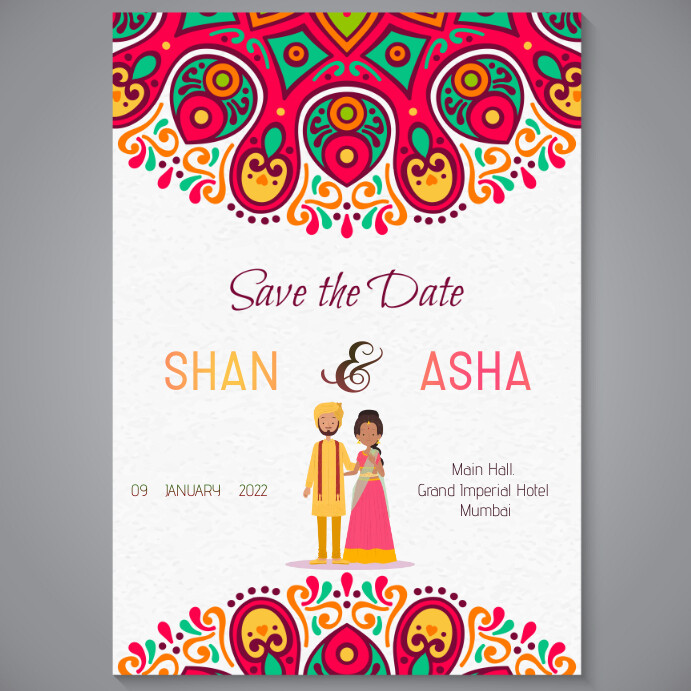 Save the Date
SHAN & ASHA
09 JANUARY 2022
Main Hall.
Grand Imperial Hotel
Mumbai